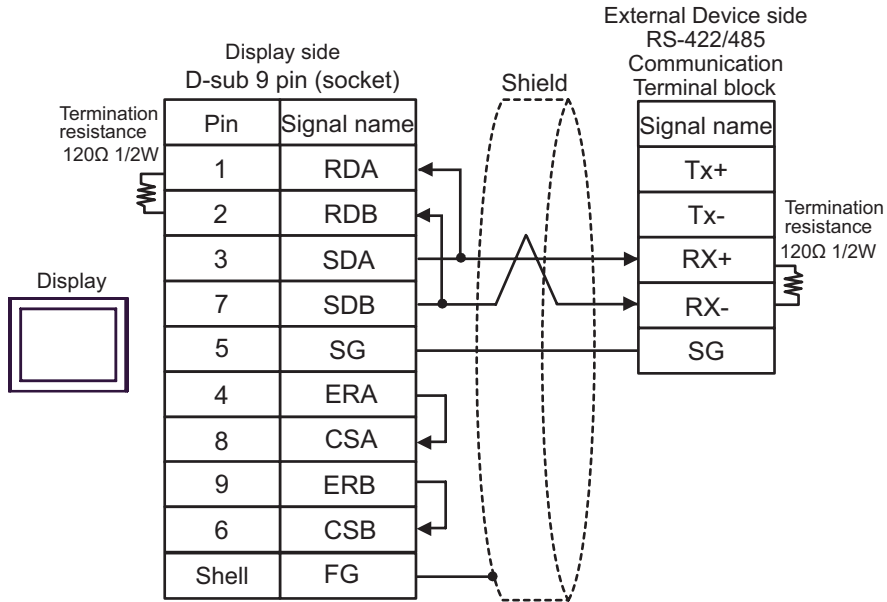 External Device side
RS-422/485
Communication
Terminal block
Display side
D-sub 9 pin (socket)
Shield
Termination
resistance
120Ω 1/2W
Pin Signal name
1 RDA
2 RDB
3 SDA
7 SDB
5 SG
4 ERA
8 CSA
9 ERB
6 CSB
Shell FG
Display
Signal name
Tx+
Tx-
RX+
RX-
SG
Termination
resistance
120Ω 1/2W